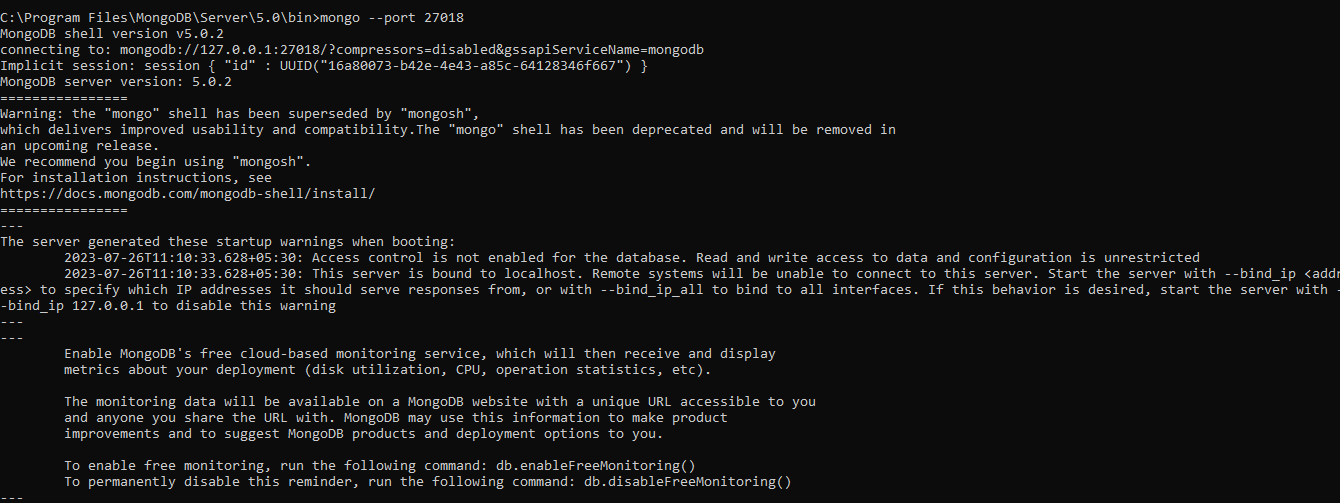 C:\Program Files\MongoDB\Server\5.0\bin>mongo --port 27018
MongoDB shell version v5.0.2
connecting to: mongodb://127.0.0.1:27018/?compressors=disabled&gssapiServiceName=mongodb
Implicit session: session { "id" : UUID("16a80073-b42e-4e43-a85c-64128346f667") }
MongoDB server version: 5.0.2
================
Warning: the "mongo" shell has been superseded by "mongosh",
which delivers improved usability and compatibility.The "mongo" shell has been deprecated and will be removed in
an upcoming release.
We recommend you begin using "mongosh".
For installation instructions, see
https://docs.mongodb.com/mongodb-shell/install/
================
---
The server generated these startup warnings when booting:
        2023-07-26T11:10:33.628+05:30: Access control is not enabled for the database. Read and write access to data and configuration is unrestricted
        2023-07-26T11:10:33.628+05:30: This server is bound to localhost. Remote systems will be unable to connect to this server. Start the server with --bind_ip <addr
ess> to specify which IP addresses it should serve responses from, or with --bind_ip_all to bind to all interfaces. If this behavior is desired, start the server with -
-bind_ip 127.0.0.1 to disable this warning
---
---
        Enable MongoDB's free cloud-based monitoring service, which will then receive and display
        metrics about your deployment (disk utilization, CPU, operation statistics, etc).

        The monitoring data will be available on a MongoDB website with a unique URL accessible to you
        and anyone you share the URL with. MongoDB may use this information to make product
        improvements and to suggest MongoDB products and deployment options to you.

        To enable free monitoring, run the following command: db.enableFreeMonitoring()
        To permanently disable this reminder, run the following command: db.disableFreeMonitoring()
---